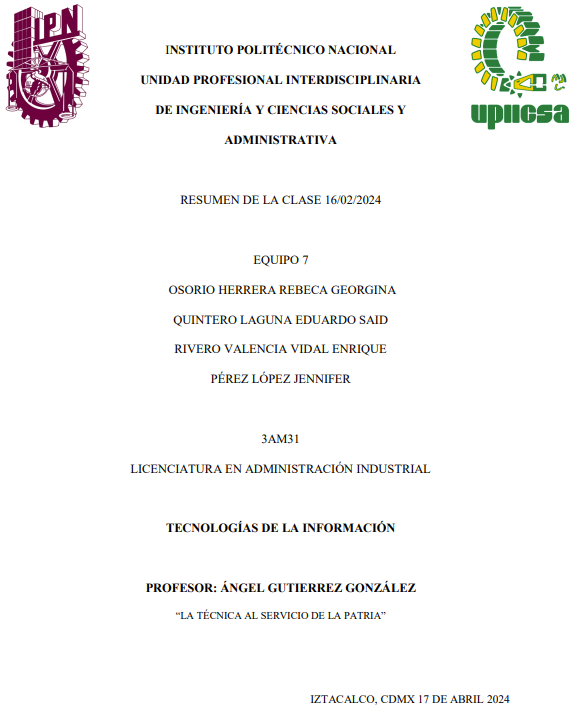 IPN
upiicsa
INSTITUTO POLITÉCNICO NACIONAL
UNIDAD PROFESIONAL INTERDISCIPLINARIA
DE INGENIERÍA Y CIENCIAS SOCIALES Y
ADMINISTRATIVA
RESUMEN DE LA CLASE 16/02/2024
EQUIPO 7
OSORIO HERRERA REBECA GEORGINA
QUINTERO LAGUNA EDUARDO SAID
RIVERO VALENCIA VIDAL ENRIQUE
PÉREZ LÓPEZ JENNIFER
3AM31
LICENCIATURA EN ADMINISTRACIÓN INDUSTRIAL
TECNOLOGÍAS DE LA INFORMACIÓN
PROFESOR: ÁNGEL GUTIERREZ GONZÁLEZ
“LA TÉCNICA AL SERVICIO DE LA PATRIA”
IZTACALCO, CDMX 17 DE ABRIL 2024